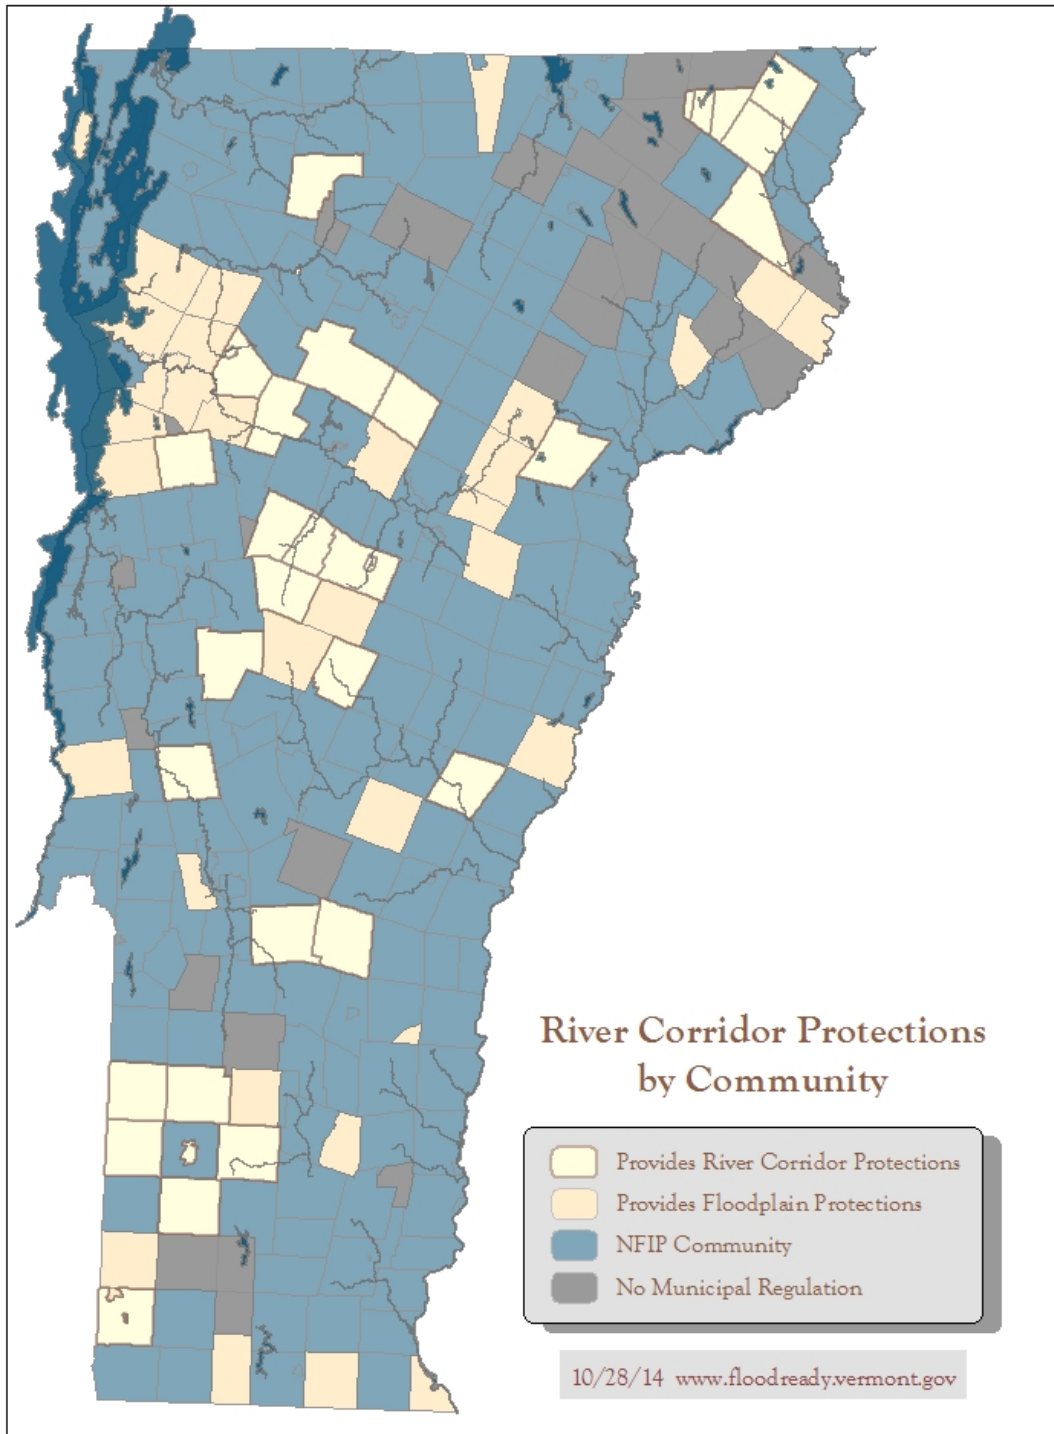 River Corridor Protections
by Community
Provides River Corridor Protections
Provides Floodplain Protections
NFIP Community
No Municipal Regulation
10/28/14 www.floodready.vermont.gov